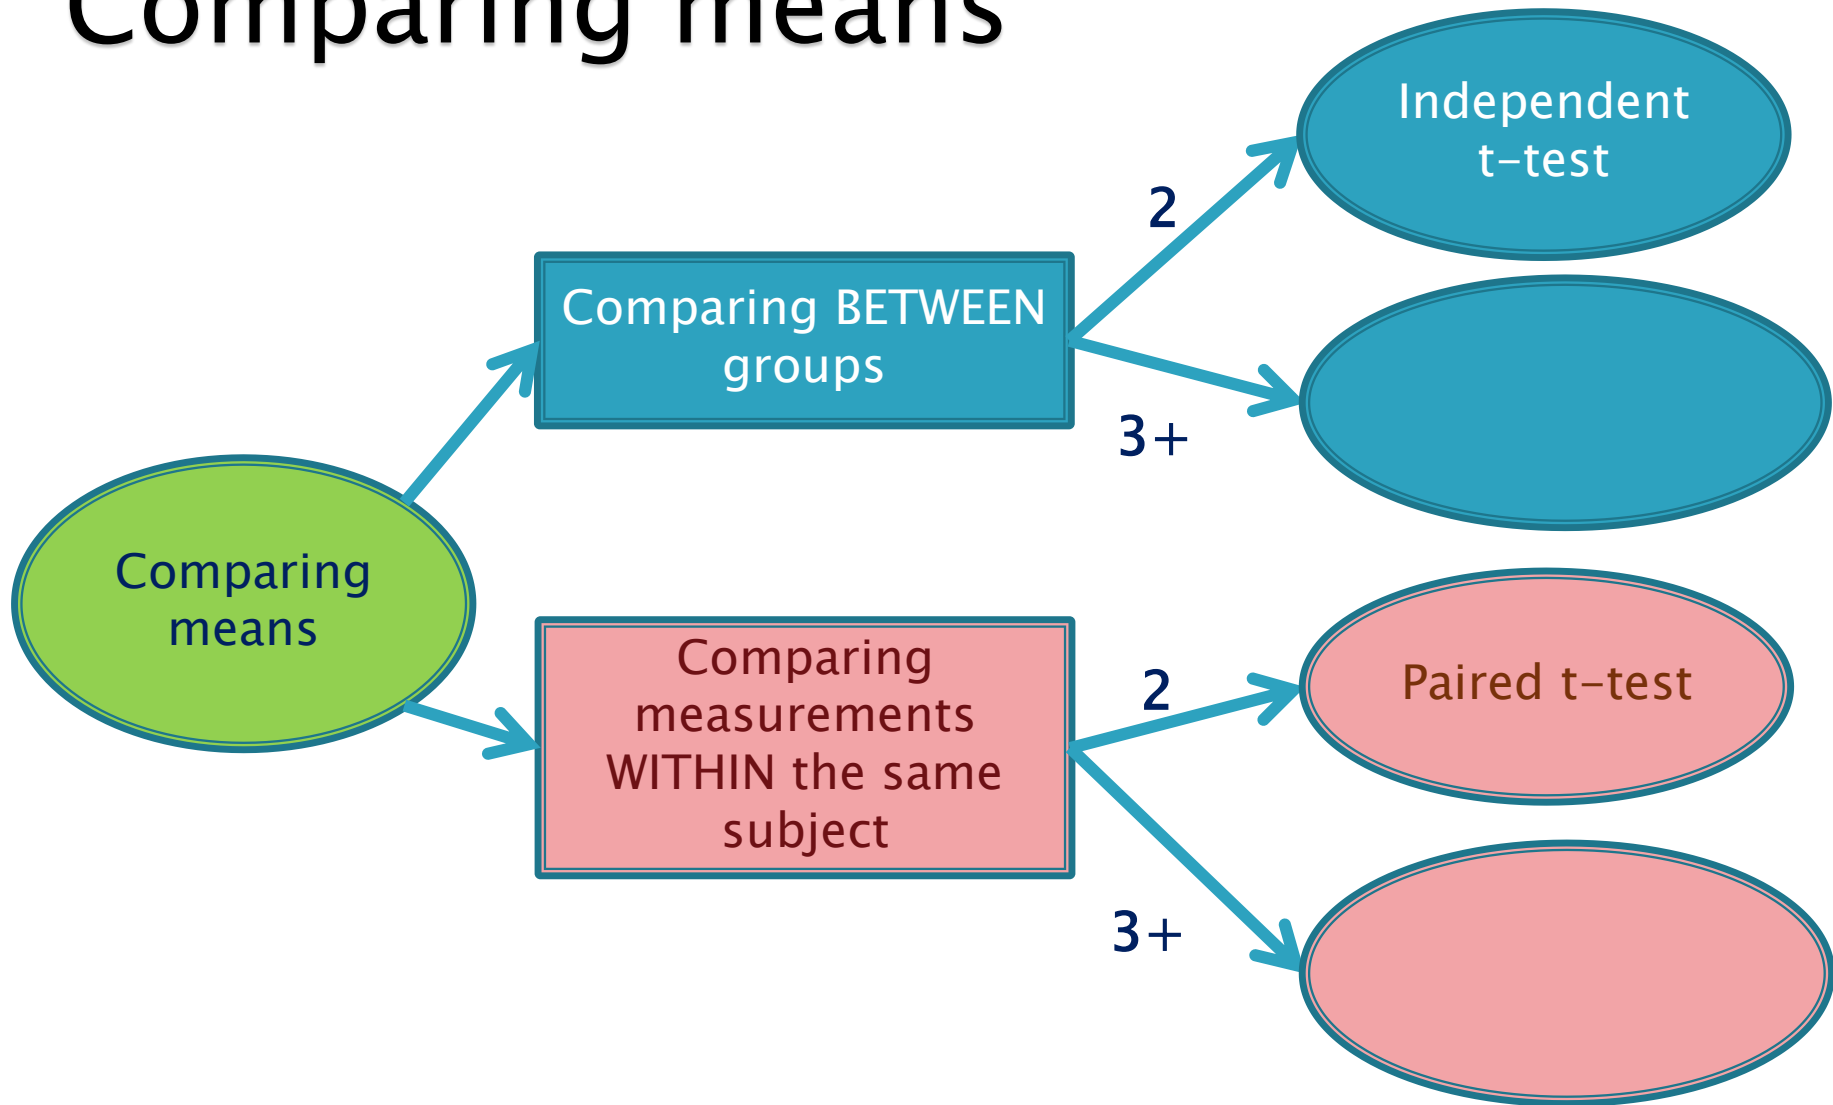 Comparing means
Independent
t-test
2
Comparing BETWEEN
groups
3+
Comparing
means
Comparing
measurements
WITHIN the same
subject
2
Paired t-test
3+